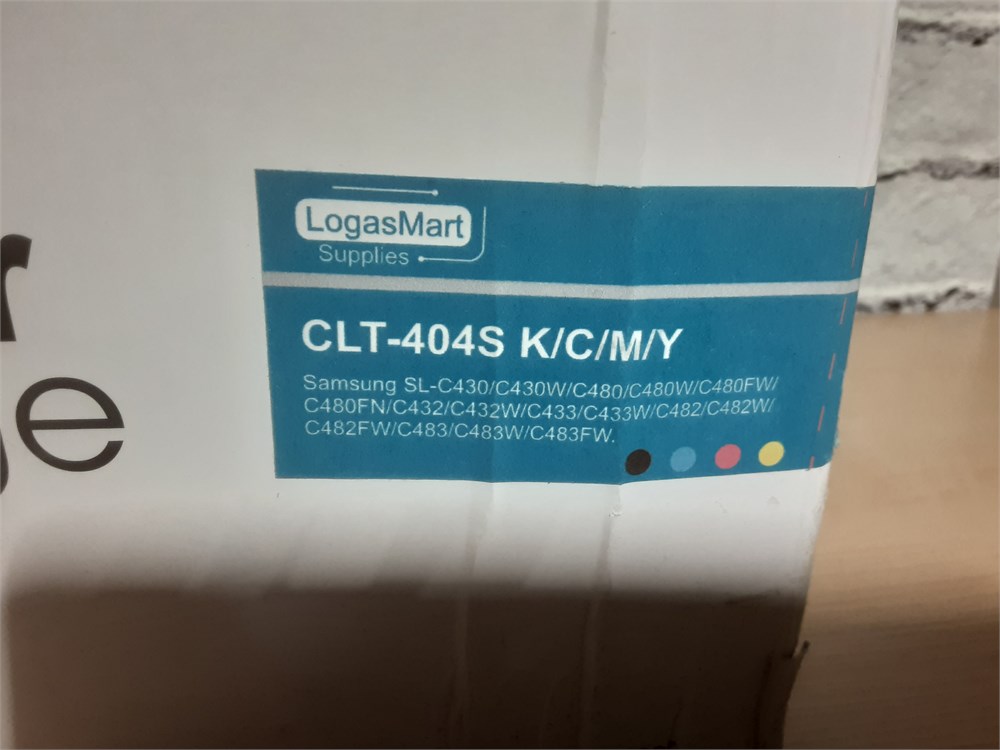 LogasMart
Supplies
CLT-404S K/C/M/Y
Samsung SL-C430/C430W/C480/C480W/C480FW/
C480FN/C432/C432W/C433/C433W/C482/C482W/
C482FW/C483/C483W/C483FW.